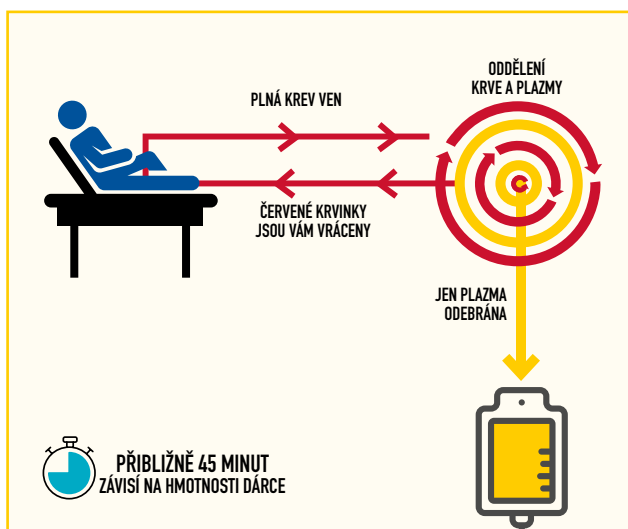 ODDĚLENÍ
KRVE A PLAZMY
PLNÁ KREV VEN
ČERVENÉ KRVINKY
JSOU VÁM VRÁCENY
JEN PLAZMA
ODEBRÁNA
PŘIBLIŽNĚ 45 MINUT
ZÁVISÍ NA HMOTNOSTI DÁRCE